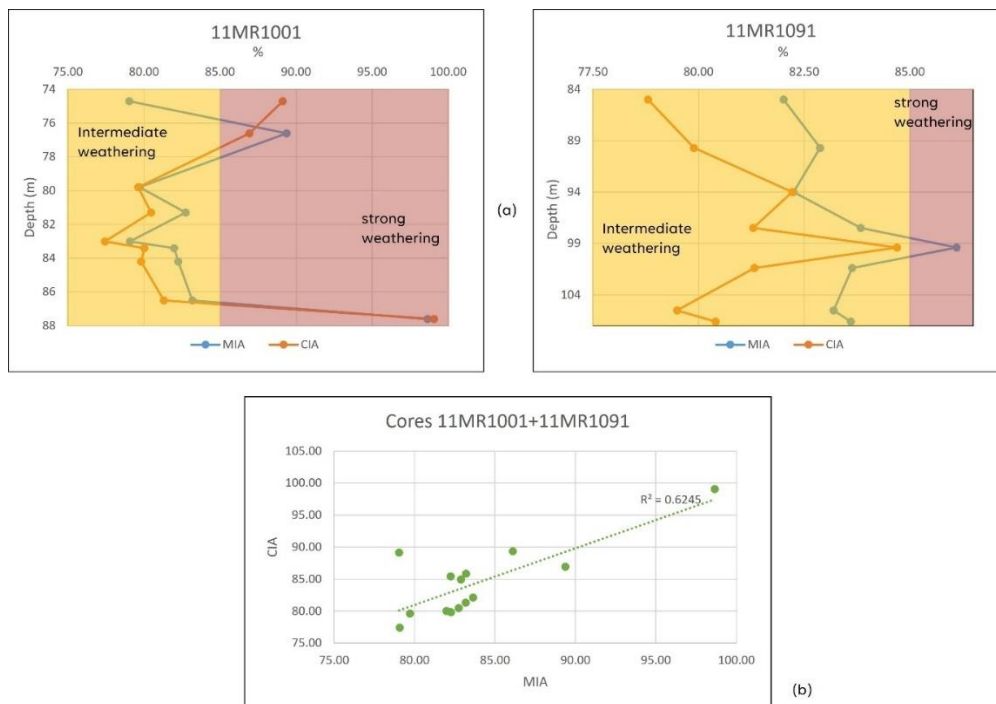 11MR1001
%
75.00 80.00 85.00 90.00 95.00 100.00
74
76
78
80
82
84
86
88
Depth (m)
Intermediate
weathering
strong
weathering
MIA CIA
(a)
11MR1091
%
77.50 80.00 82.50 85.00
84
89
94
99
104
Depth (m)
strong
weathering
Intermediate
weathering
MIA CIA
Cores 11MR1001+11MR1091
105.00
100.00
95.00
90.00
85.00
80.00
75.00
CIA
R² = 0.6245
75.00 80.00 85.00 90.00 95.00 100.00
MIA
(b)